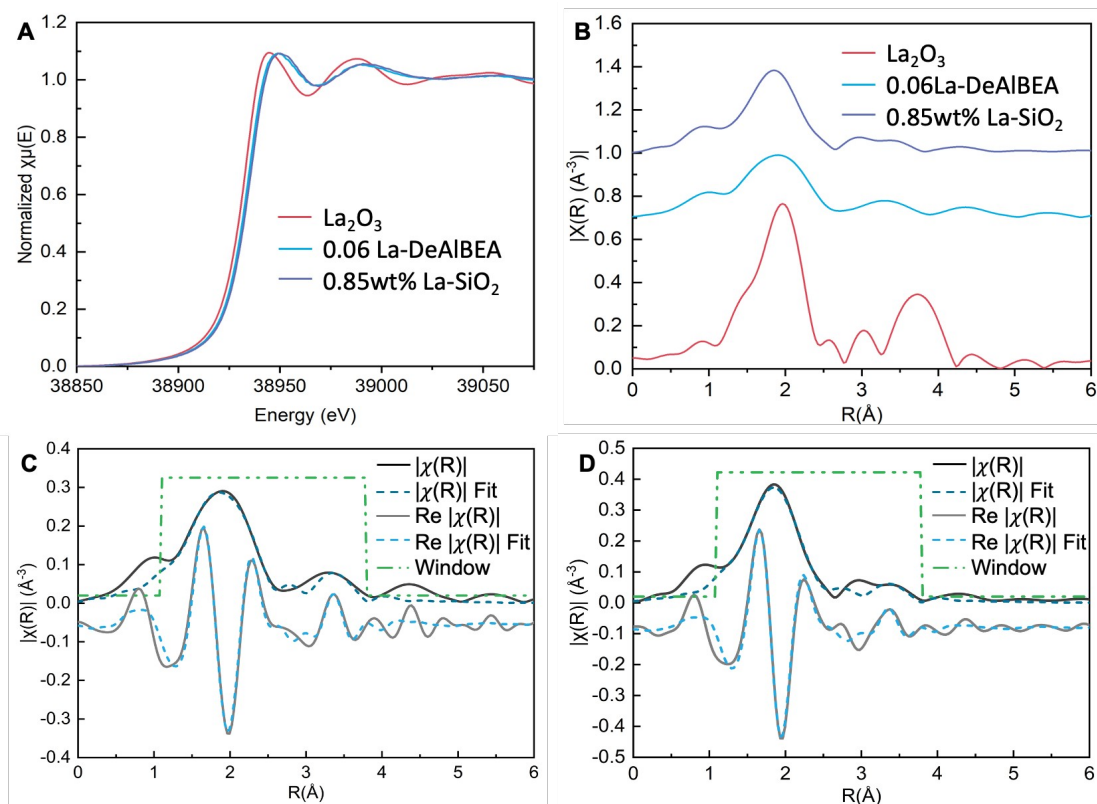 A
1.2
1.0
0.8
0.6
0.4
0.2
0.0
Normalized χμ(E)
La₂O₃
0.06 La-DeAlBEA
0.85wt% La-SiO₂
38850
38900
38950
39000
39050
Energy (eV)
B
1.6
1.4
1.2
1.0
0.8
0.6
0.4
0.2
0.0
|X(R) (A⁻³)|
La₂O₃
0.06La-DeAlBEA
0.85wt% La-SiO₂
0
1
2
3
4
5
6
R(Å)
C
0.4
0.3
0.2
0.1
0.0
-0.1
-0.2
-0.3
-0.4
|χ(R)| (Å⁻³)
|χ(R)|
|χ(R)| Fit
Re |χ(R)|
Re |χ(R)| Fit
Window
0
1
2
3
4
5
6
R(Å)
D
0.5
0.4
0.3
0.2
0.1
0.0
-0.1
-0.2
-0.3
-0.4
-0.5
|χ(R)| (Å⁻³)
|χ(R)|
|χ(R)| Fit
Re |χ(R)|
Re |χ(R)| Fit
Window
0
1
2
3
4
5
6
R(Å)